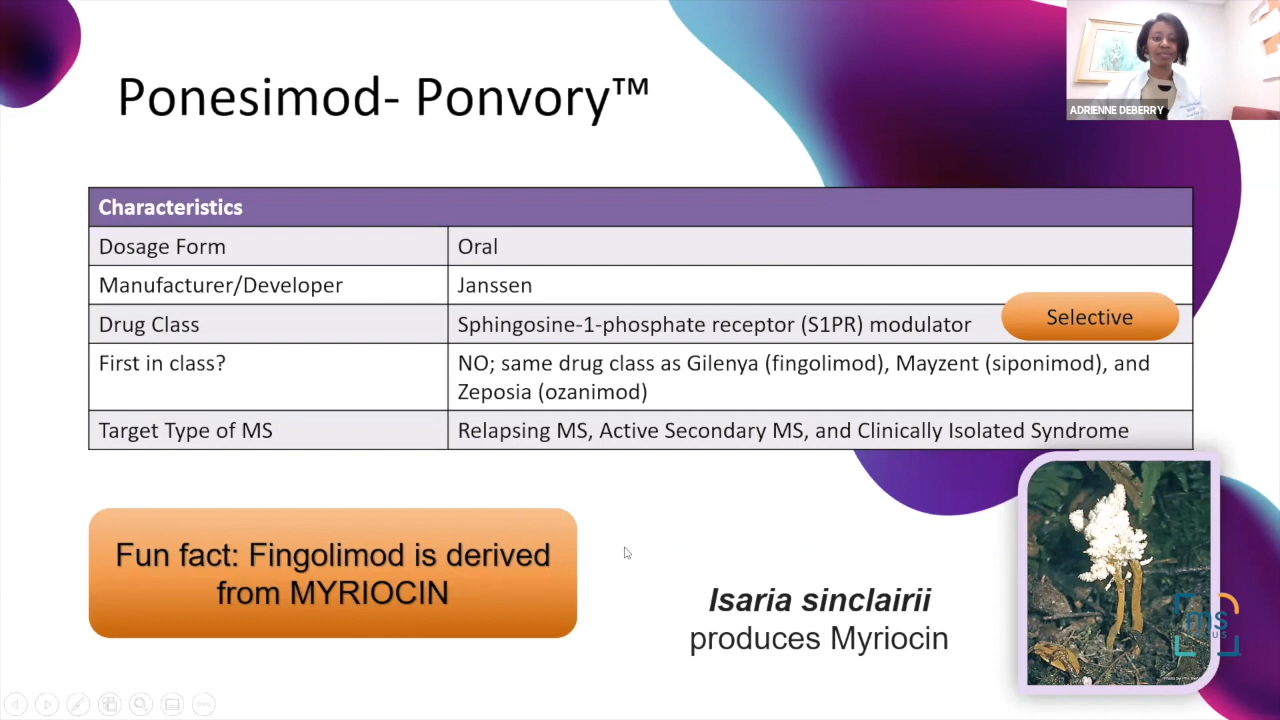 ADRIENNE DEBERRY
Ponesimod- Ponvory™
Characteristics
Dosage Form
Oral
Manufacturer/Developer
Janssen
Drug Class
Sphingosine-1-phosphate receptor (S1PR) modulator
Selective
First in class?
NO; same drug class as Gilenya (fingolimod), Mayzent (siponimod), and
Zeposia (ozanimod)
Target Type of MS
Relapsing MS, Active Secondary MS, and Clinically Isolated Syndrome
Fun fact: Fingolimod is derived
from MYRIOCIN
Isaria sinclairii
produces Myriocin
ms
US